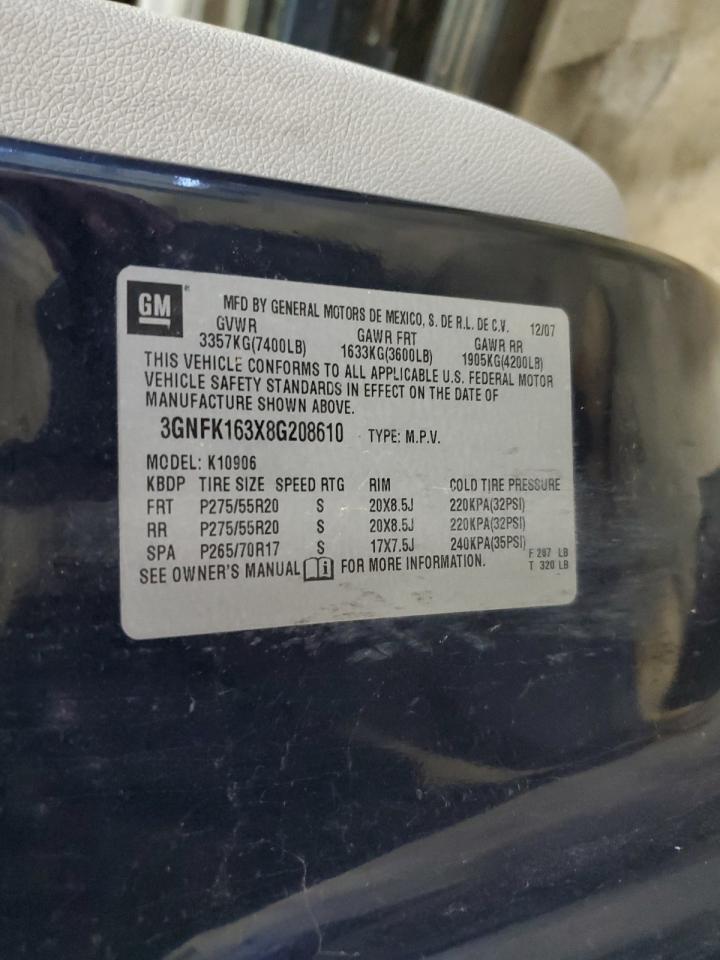 GM
MFD BY GENERAL MOTORS DE MEXICO, S. DE R.L. DE C.V. 12/07
GVWR GAWR FRT GAWR RR
3357KG(7400LB) 1633KG(3600LB) 1905KG(4200LB)
THIS VEHICLE CONFORMS TO ALL APPLICABLE U.S. FEDERAL MOTOR
VEHICLE SAFETY STANDARDS IN EFFECT ON THE DATE OF
MANUFACTURE SHOWN ABOVE.
3GNFK163X8G208610 TYPE: M.P.V.
MODEL: K10906
KBDP TIRE SIZE SPEED RTG RIM COLD TIRE PRESSURE
FRT P275/55R20 S 20X8.5J 220KPA(32PSI)
RR P275/55R20 S 20X8.5J 220KPA(32PSI)
SPA P265/70R17 S 17X7.5J 240KPA(35PSI)
F 287 LB
SEE OWNER'S MANUAL FOR MORE INFORMATION.
T 320 LB